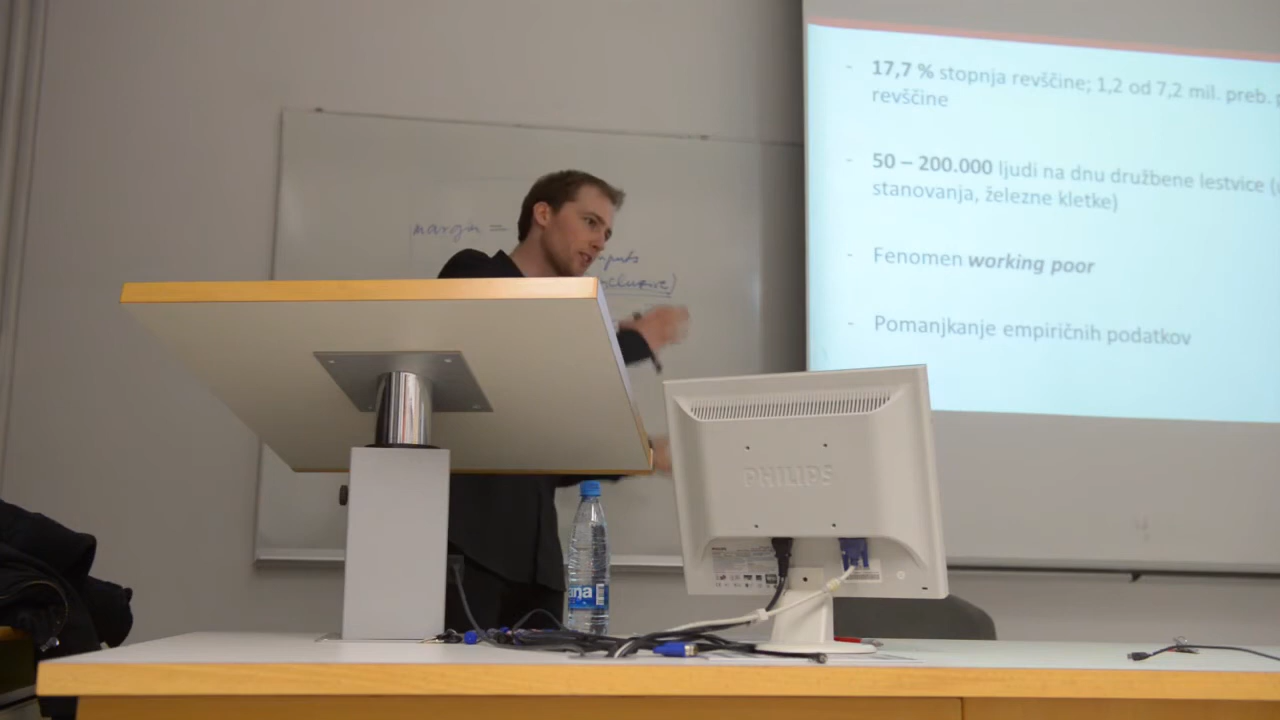 - 17,7 % stopnja revščine; 1,2 od 7,2 mil. preb.
revščine
- 50 – 200.000 ljudi na dnu družbene lestvice (
stanovanja, železne kletke)
- Fenomen working poor
- Pomanjkanje empiričnih podatkov
margin =
PHILIPS